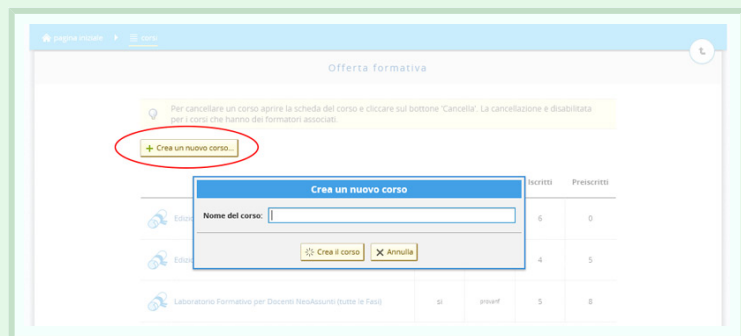 pagina iniziale corsi
t.
Offerta formativa
Per cancellare un corso aprire la scheda del corso e cliccare sul bottone 'Cancella'. La cancellazione e disabilitata
per i corsi che hanno dei formatori associati.
+ Crea un nuovo corso...
Iscritti Preiscritti
Crea un nuovo corso
Nome del corso:
Edizi 6 0
Crea il corso Annulla
Edizi 4 5
Laboratorio Formativo per Docenti NeoAssunti (tutte le Fasi) si 5 8